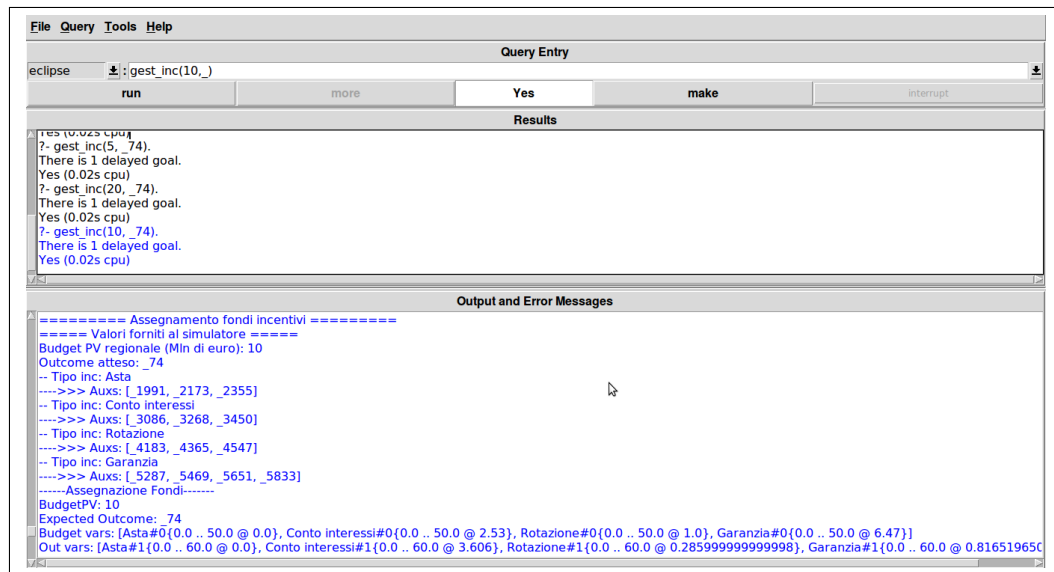 File Query Tools Help
Query Entry
eclipse : gest_inc(10,_)
run more Yes make interrupt
Results
Yes (0.02s cpu)
?- gest_inc(5, _74).
There is 1 delayed goal.
Yes (0.02s cpu)
?- gest_inc(20, _74).
There is 1 delayed goal.
Yes (0.02s cpu)
?- gest_inc(10, _74).
There is 1 delayed goal.
Yes (0.02s cpu)
Output and Error Messages
========= Assegnamento fondi incentivi =========
===== Valori forniti al simulatore =====
Budget PV regionale (Mln di euro): 10
Outcome atteso: _74
-- Tipo inc: Asta
---->>> Auxs: [_1991, _2173, _2355]
-- Tipo inc: Conto interessi
---->>> Auxs: [_3086, _3268, _3450]
-- Tipo inc: Rotazione
---->>> Auxs: [_4183, _4365, _4547]
-- Tipo inc: Garanzia
---->>> Auxs: [_5287, _5469, _5651, _5833]
------Assegnazione Fondi-------
BudgetPV: 10
Expected Outcome: _74
Budget vars: [Asta#0{0.0 .. 50.0 @ 0.0}, Conto interessi#0{0.0 .. 50.0 @ 2.53}, Rotazione#0{0.0 .. 50.0 @ 1.0}, Garanzia#0{0.0 .. 50.0 @ 6.47}]
Out vars: [Asta#1{0.0 .. 60.0 @ 0.0}, Conto interessi#1{0.0 .. 60.0 @ 3.606}, Rotazione#1{0.0 .. 60.0 @ 0.285999999999998}, Garanzia#1{0.0 .. 60.0 @ 0.81651965